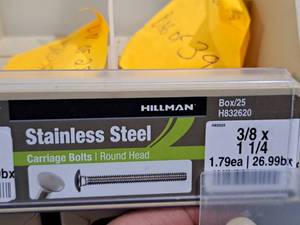 HILLMAN
Box/25
H832620
Stainless Steel
Carriage Bolts | Round Head
3/8 x
1 1/4
1.79ea | 26.99bx